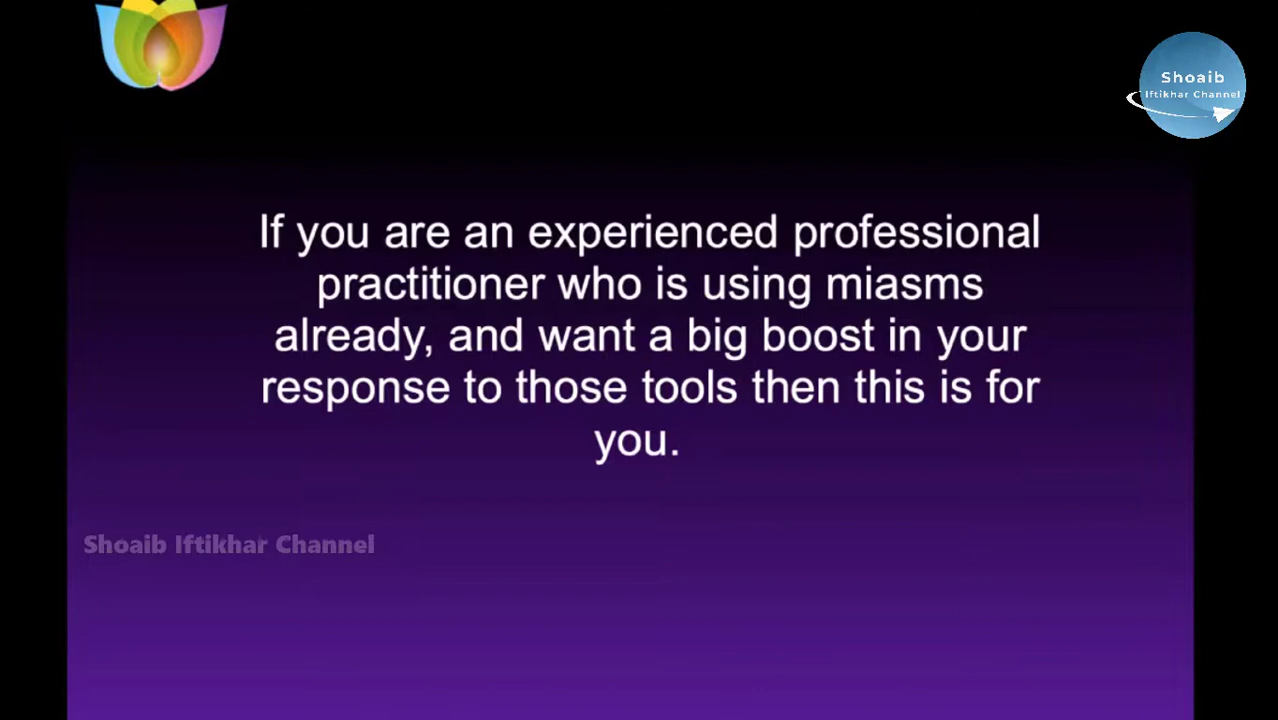 Shoaib
Iftikhar Channel
If you are an experienced professional
practitioner who is using miasms
already, and want a big boost in your
response to those tools then this is for
you.
Shoaib Iftikhar Channel